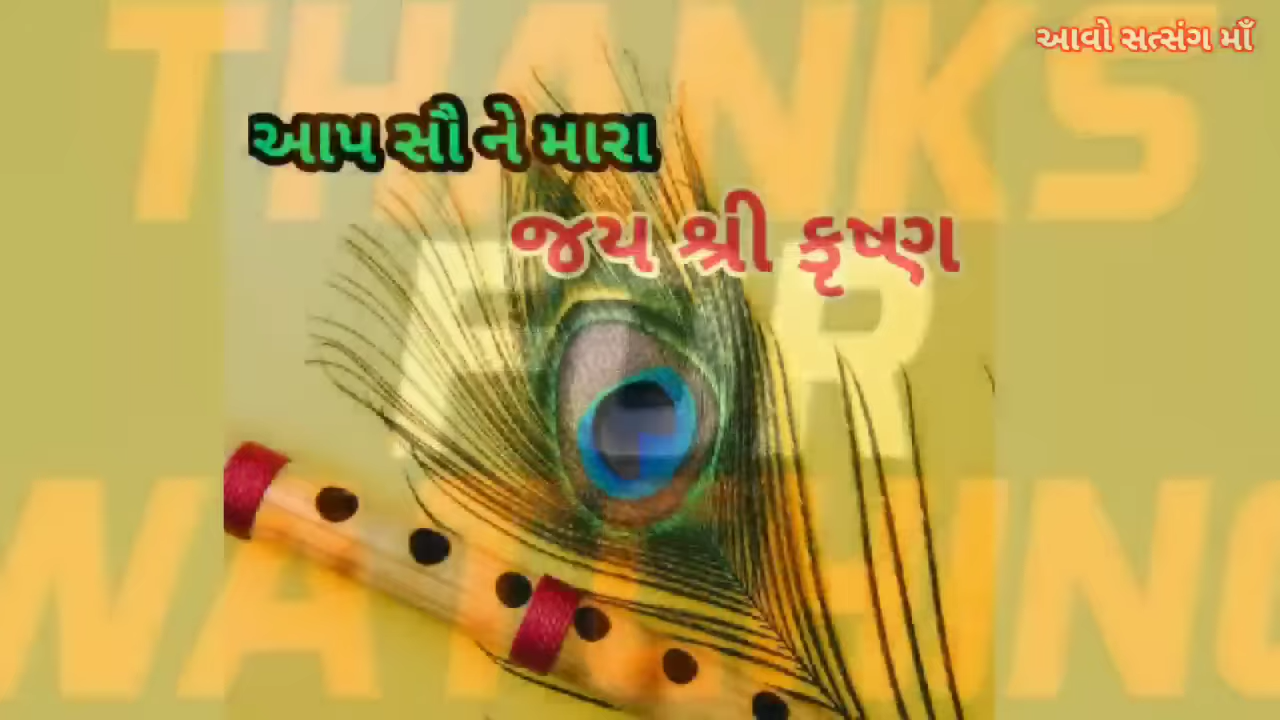 આવો સત્સંગ માઁ
THANKS
આપ સૌ ને મારા
જય શ્રી કૃષ્ણ
FOR
WATCHING